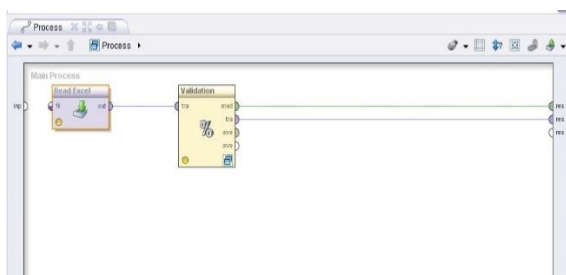 Process
Process
Main Process
Read Excel
Validation
inp
fil
out
tra
mod
tra
ave
ave
res
res
res